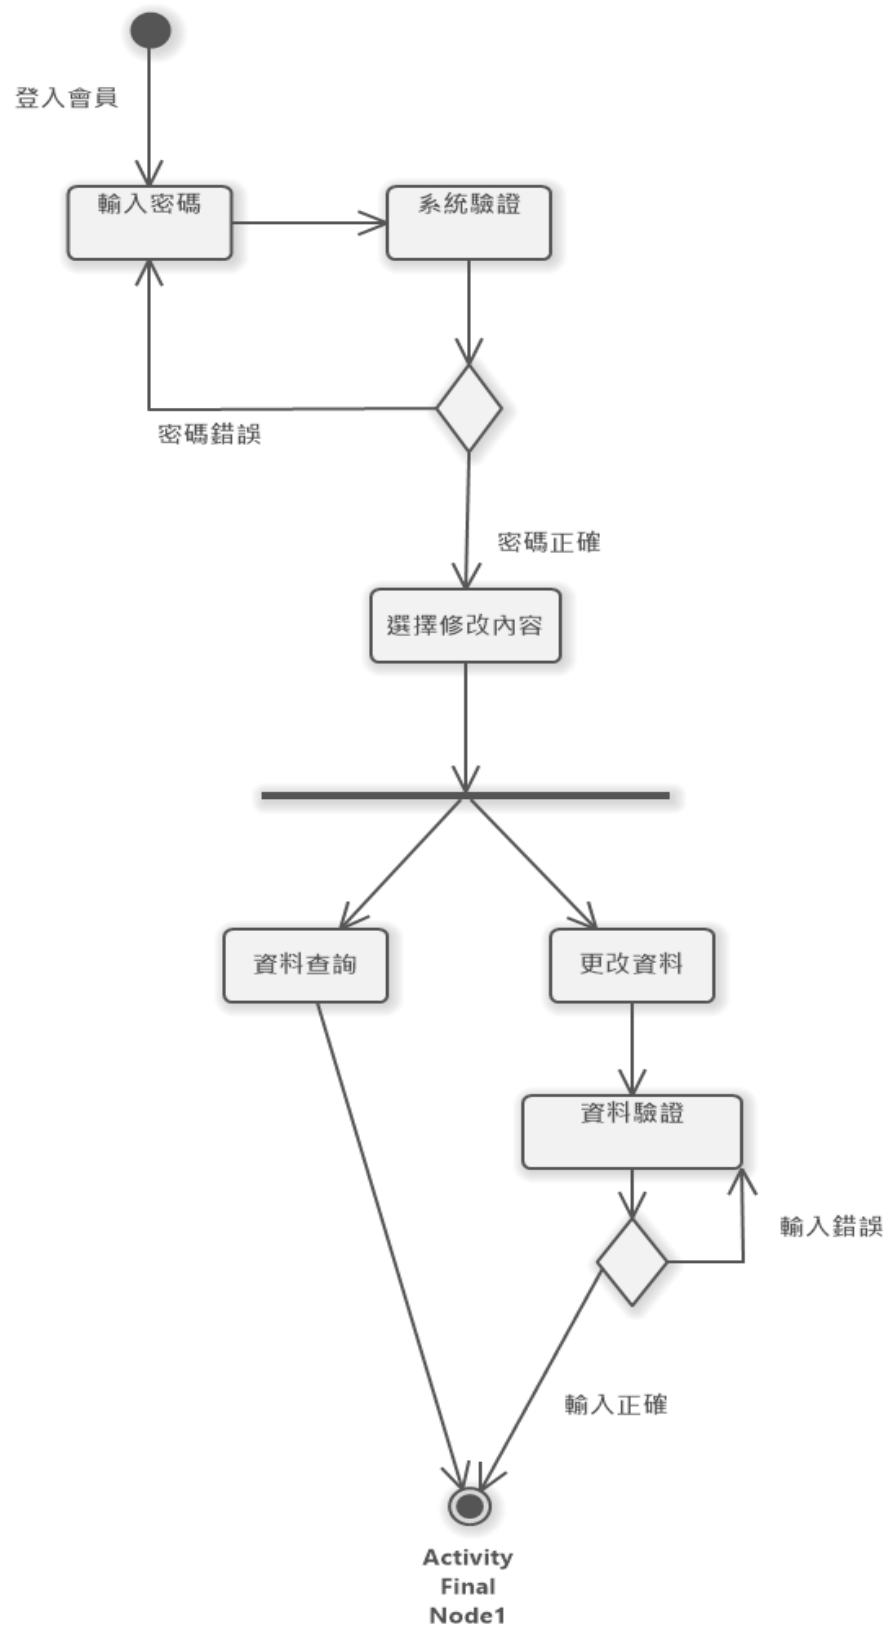 登入會員
輸入密碼
系統驗證
密碼錯誤
密碼正確
選擇修改內容
資料查詢
更改資料
資料驗證
輸入錯誤
輸入正確
Activity
Final
Node1